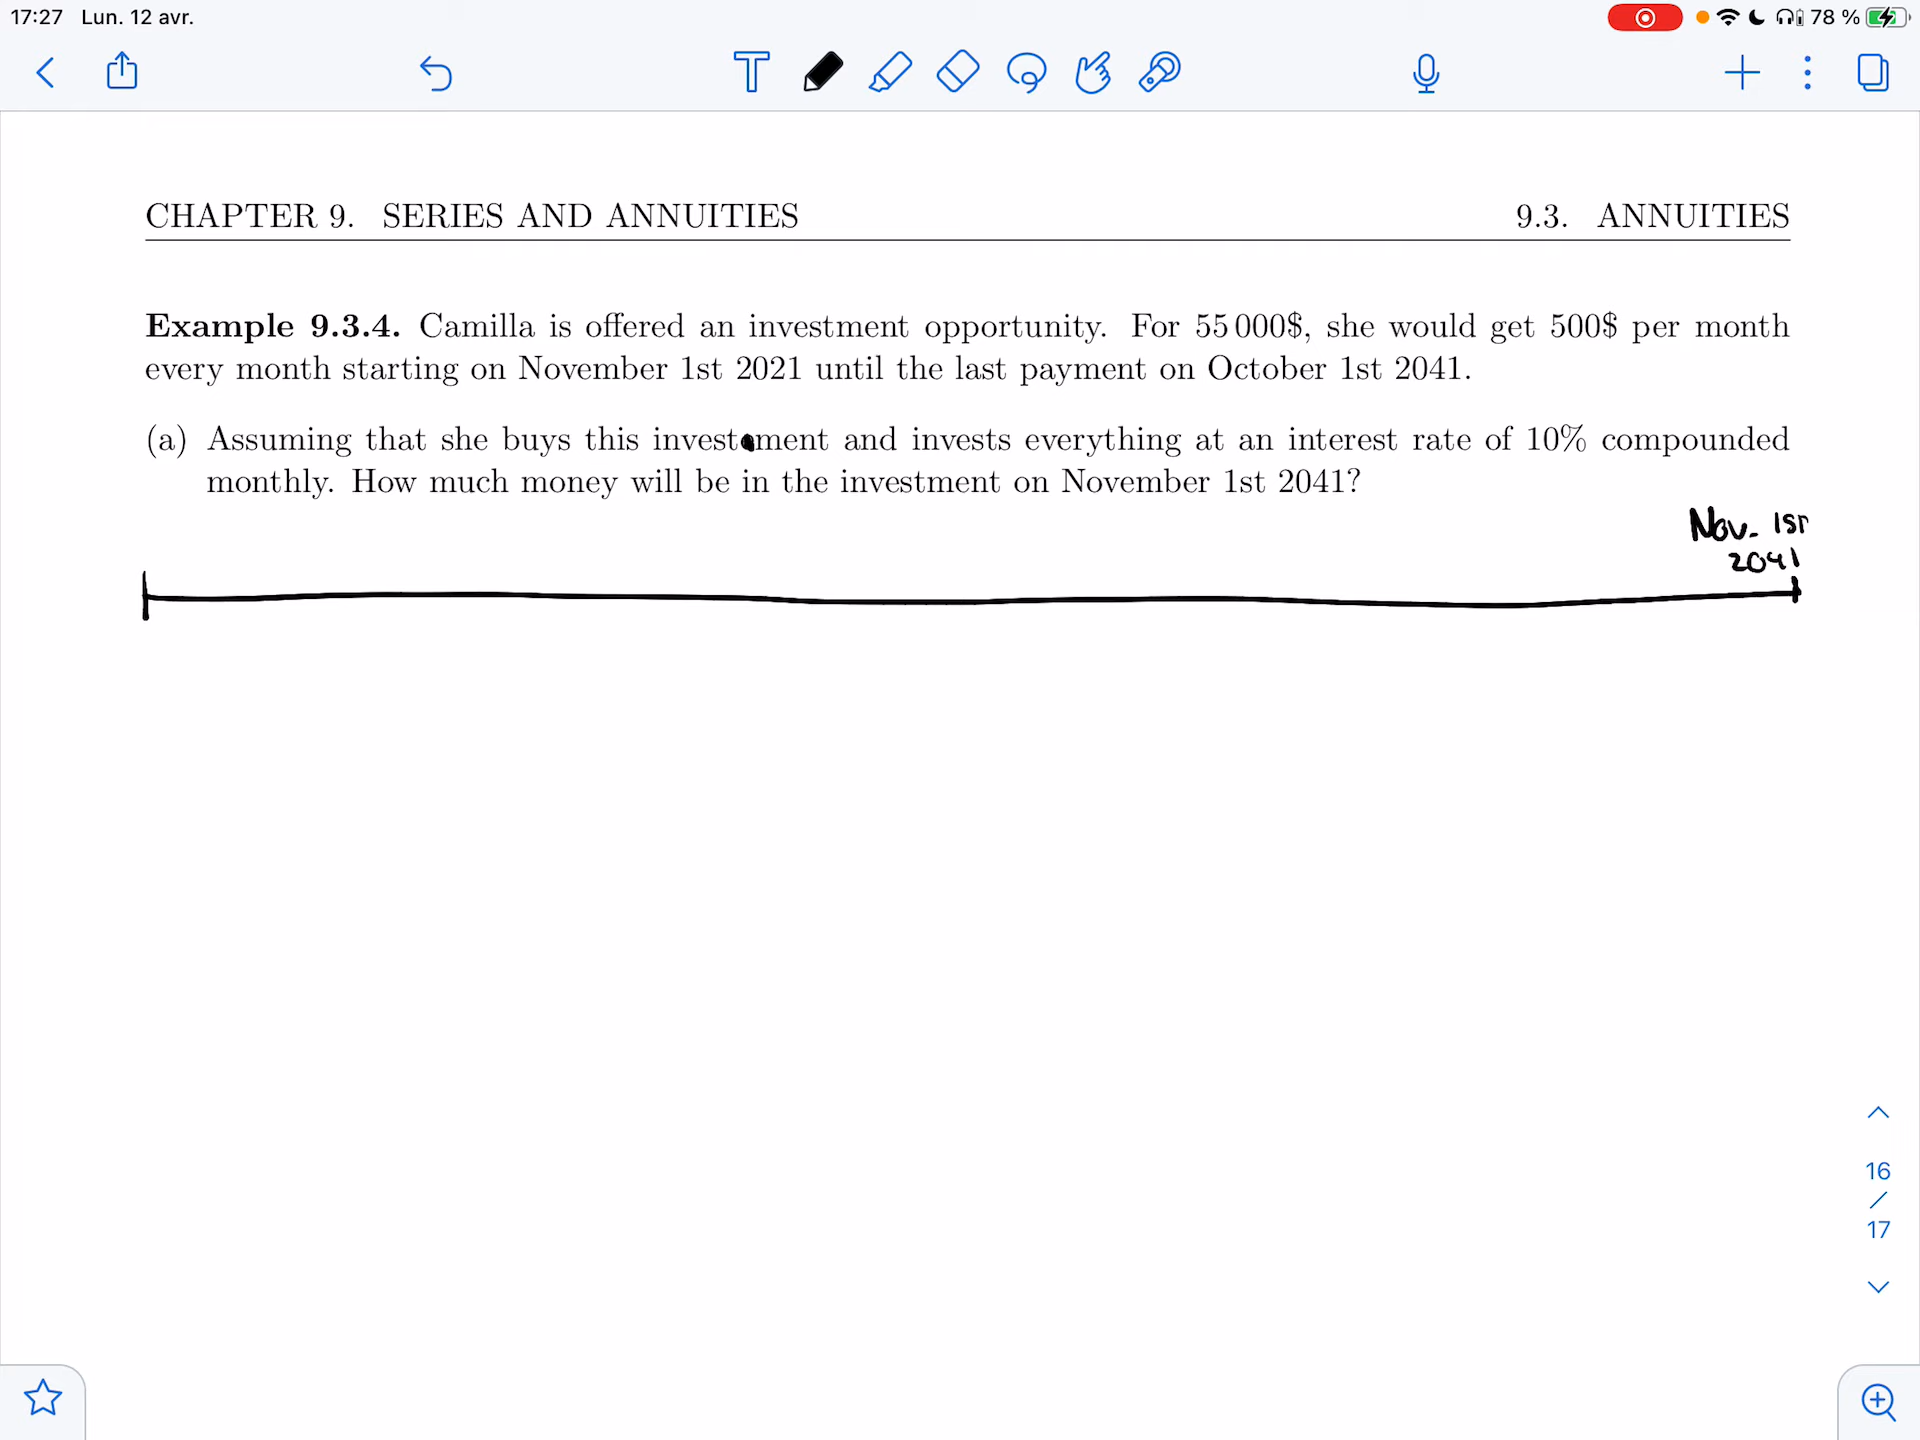 17:27 Lun. 12 avr.
78 %
CHAPTER 9. SERIES AND ANNUITIES 9.3. ANNUITIES
Example 9.3.4. Camilla is offered an investment opportunity. For 55 000$, she would get 500$ per month
every month starting on November 1st 2021 until the last payment on October 1st 2041.
(a) Assuming that she buys this investment and invests everything at an interest rate of 10% compounded
monthly. How much money will be in the investment on November 1st 2041?
Nov. 1st
2041
16
/
17